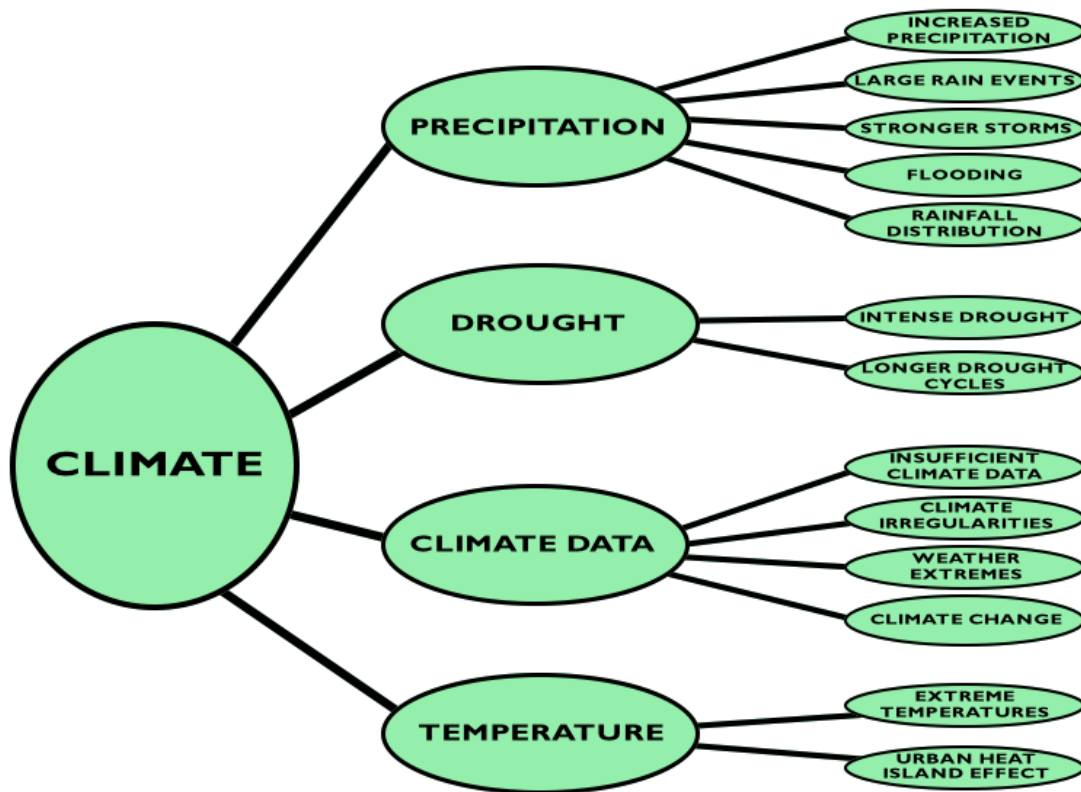 CLIMATE
PRECIPITATION
INCREASED
PRECIPITATION
LARGE RAIN EVENTS
STRONGER STORMS
FLOODING
RAINFALL
DISTRIBUTION
DROUGHT
INTENSE DROUGHT
LONGER DROUGHT
CYCLES
CLIMATE DATA
INSUFFICIENT
CLIMATE DATA
CLIMATE
IRREGULARITIES
WEATHER
EXTREMES
CLIMATE CHANGE
TEMPERATURE
EXTREME
TEMPERATURES
URBAN HEAT
ISLAND EFFECT